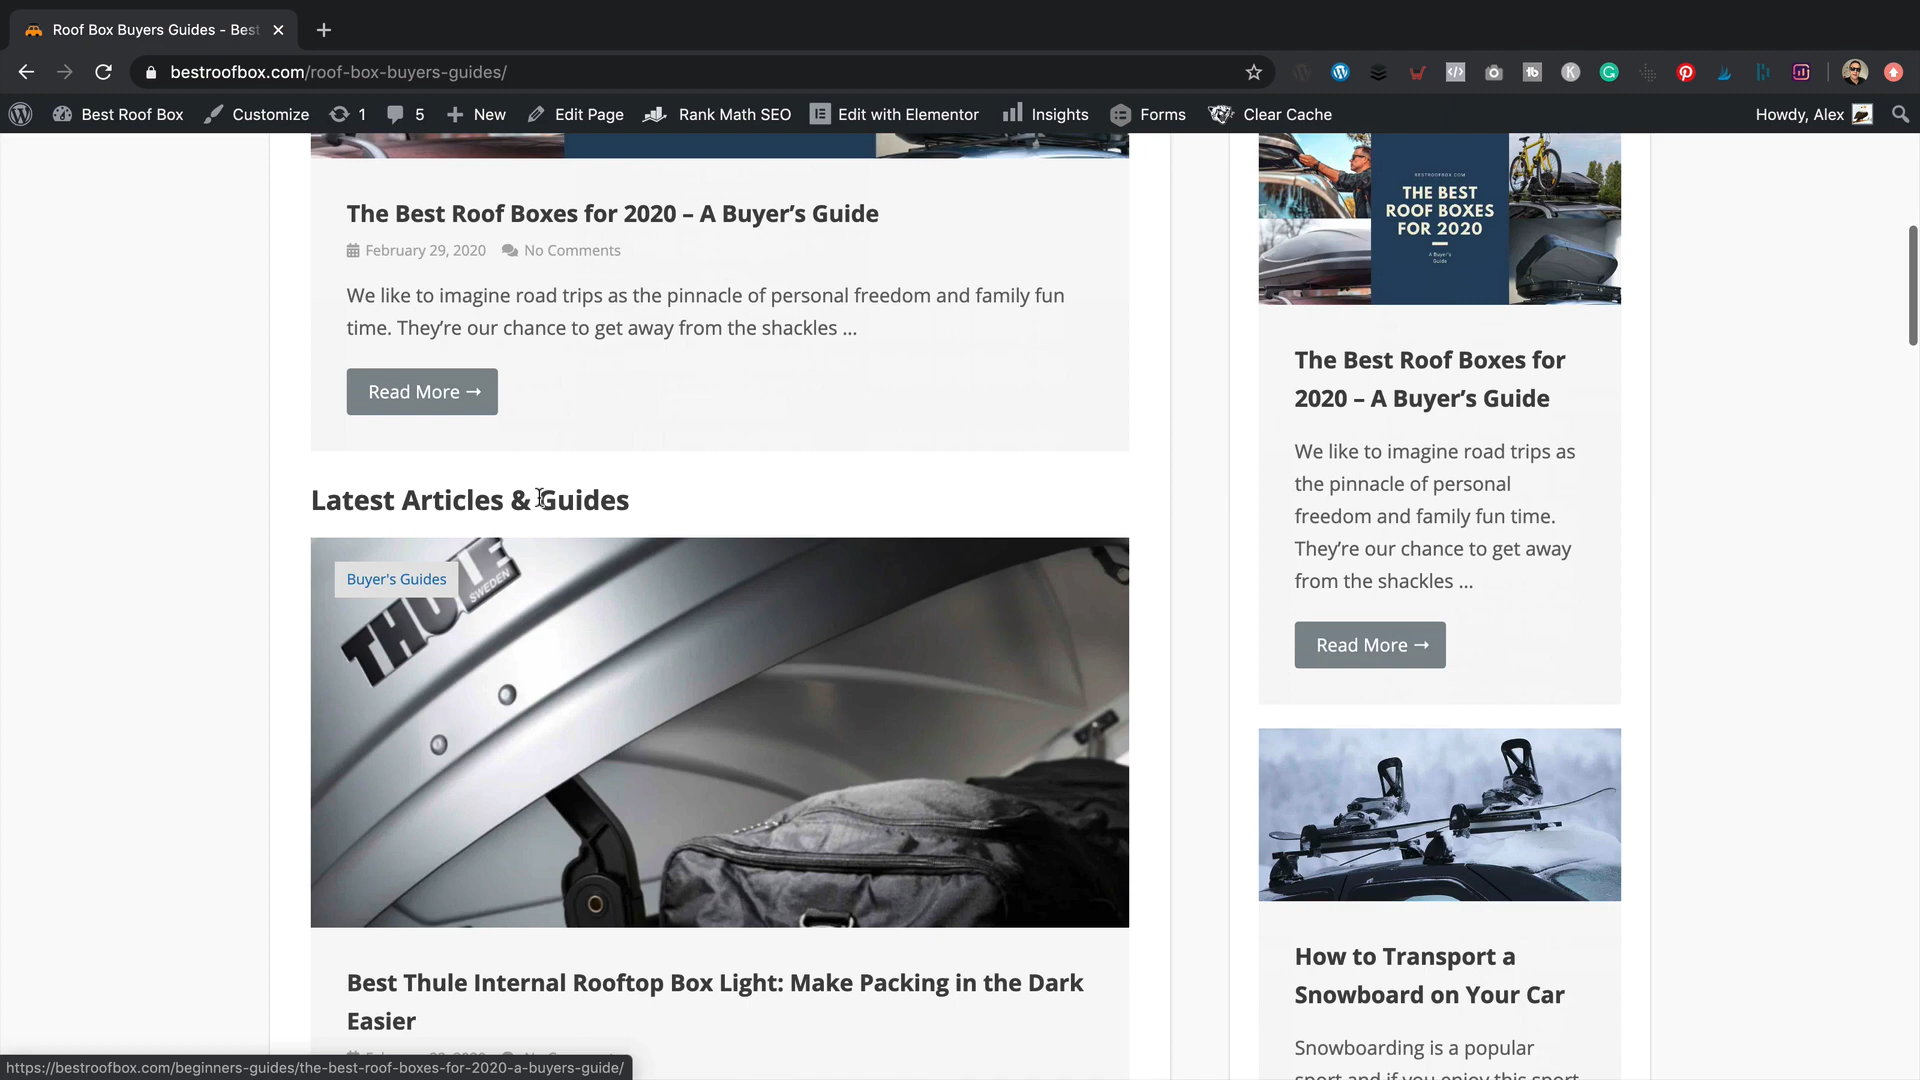 Roof Box Buyers Guides - Best
bestroofbox.com/roof-box-buyers-guides/
Best Roof Box
Customize
1
5
New
Edit Page
Rank Math SEO
Edit with Elementor
Insights
Forms
Clear Cache
Howdy, Alex
The Best Roof Boxes for 2020 – A Buyer’s Guide
February 29, 2020 No Comments
We like to imagine road trips as the pinnacle of personal freedom and family fun
time. They’re our chance to get away from the shackles ...
Read More →
Latest Articles & Guides
Buyer's Guides
THULE
SWEDEN
Best Thule Internal Rooftop Box Light: Make Packing in the Dark
Easier
https://bestroofbox.com/beginners-guides/the-best-roof-boxes-for-2020-a-buyers-guide/
BESTROOFBOX.COM
THE BEST
ROOF BOXES
FOR 2020
A Buyer's
Guide
The Best Roof Boxes for
2020 – A Buyer’s Guide
We like to imagine road trips as
the pinnacle of personal
freedom and family fun time.
They’re our chance to get away
from the shackles ...
Read More →
How to Transport a
Snowboard on Your Car
Snowboarding is a popular
sport and if you enjoy this sport